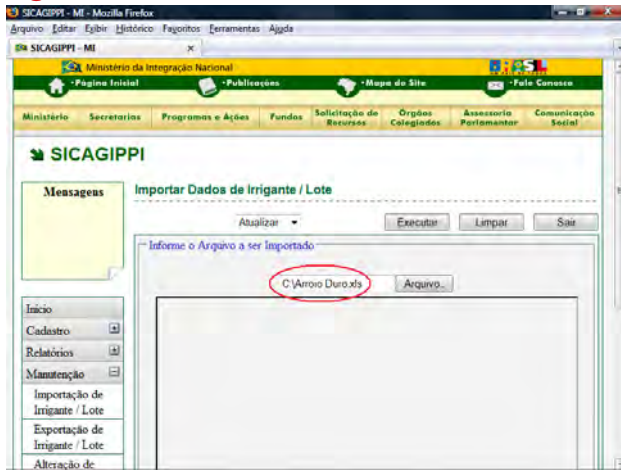 SICAGIPPI - MI - Mozilla Firefox
Arquivo Editar Exibir Histórico Favoritos Ferramentas Ajuda
SICAGIPPI - MI ×
Ministério da Integração Nacional
Página Inicial Publicações Mapa do Site Fale Conosco
Ministério Secretarias Programas e Ações Fundos Solicitação de Recursos Órgãos Colegiados Assessoria Parlamentar Comunicação Social
SICAGIPPI
Mensagens
Importar Dados de Irrigante / Lote
Atualizar Executar Limpar Sair
Informe o Arquivo a ser Importado
C:\Arroio Duro.xls Arquivo..
Início
Cadastro
Relatórios
Manutenção
Importação de
Irrigante / Lote
Exportação de
Irrigante / Lote
Alteração de